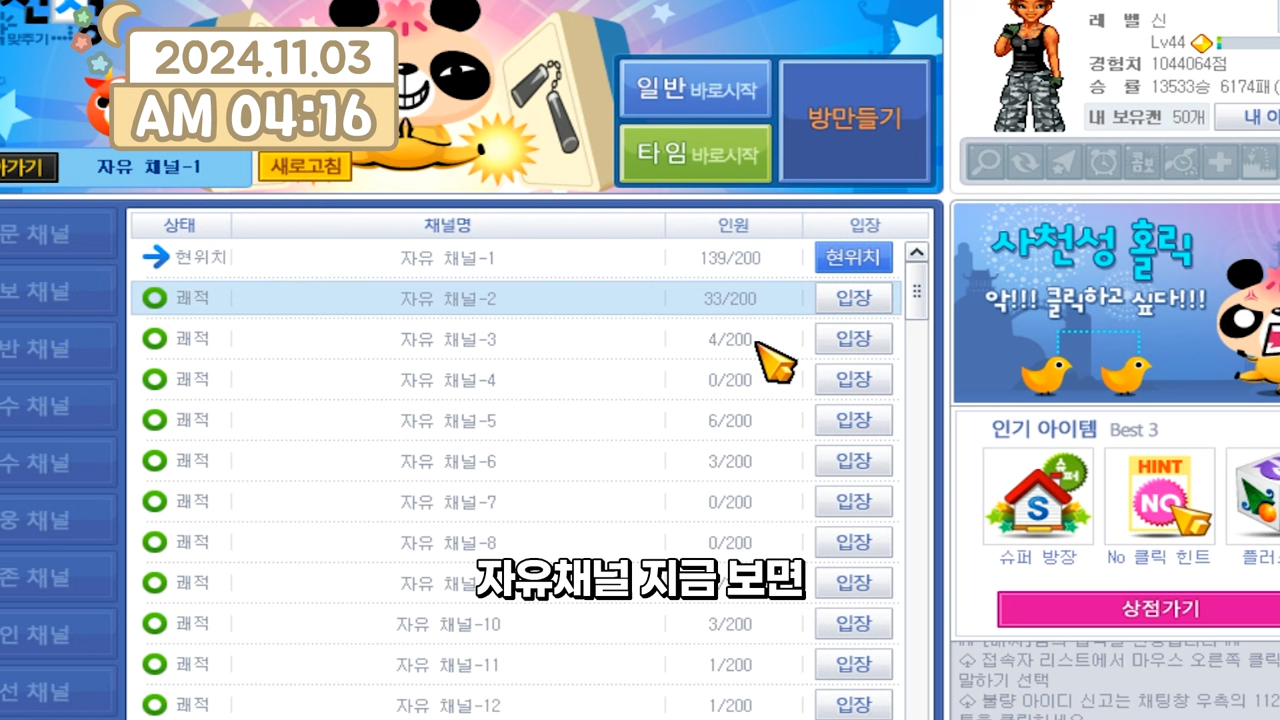 맞추기
2024.11.03
AM 04:16
자유 채널-1
새로고침
일반 바로시작
타임 바로시작
방만들기
레 벨 신
Lv44
경험치 1044064점
승 률 13533승 6174패
내 보유캔 50개
상태 채널명 인원 입장
현위치 자유 채널-1 139/200 현위치
쾌적 자유 채널-2 33/200 입장
쾌적 자유 채널-3 4/200 입장
쾌적 자유 채널-4 0/200 입장
쾌적 자유 채널-5 6/200 입장
쾌적 자유 채널-6 3/200 입장
쾌적 자유 채널-7 0/200 입장
쾌적 자유 채널-8 0/200 입장
쾌적 자유 입장
쾌적 자유 채널-10 3/200 입장
쾌적 자유 채널-11 1/200 입장
쾌적 자유 채널-12 1/200 입장
자유채널 지금 보면
문 채널
보 채널
반 채널
수 채널
수 채널
웅 채널
존 채널
인 채널
선 채널
사천성 홀릭
악!!! 클릭하고 싶다!!!
인기 아이템 Best 3
슈퍼
S
HINT
NO
슈퍼 방장
No 클릭 힌트
플러
상점가기
접속자 리스트에서 마우스 오른쪽 클릭
말하기 선택
불량 아이디 신고는 채팅창 우측의 112